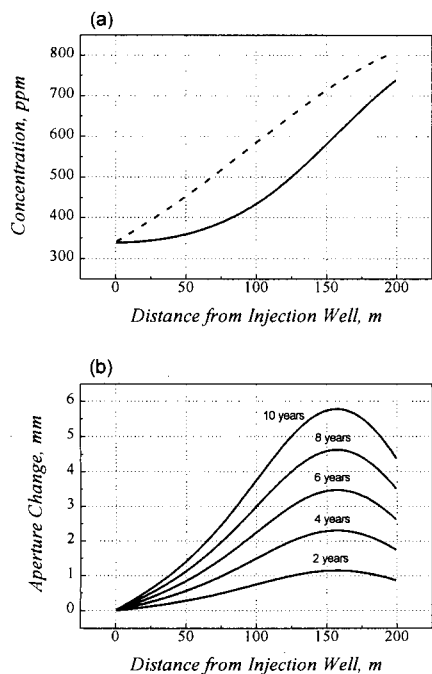 (a)
Concentration, ppm
800
700
600
500
400
300
0 50 100 150 200
Distance from Injection Well, m
(b)
Aperture Change, mm
6
5
4
3
2
1
0
10 years
8 years
6 years
4 years
2 years
0 50 100 150 200
Distance from Injection Well, m